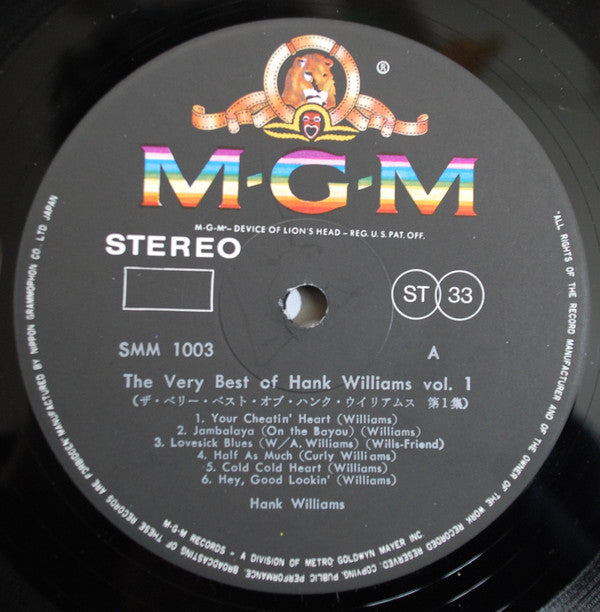 ®
M-G-M
M-G-M®– DEVICE OF LION'S HEAD – REG. U.S. PAT. OFF.
STEREO
ST 33
SMM 1003 A
The Very Best of Hank Williams vol. 1
(ザ・ベリー・ベスト・オブ・ハンク・ウイリアムス 第1集)
1. Your Cheatin' Heart (Williams)
2. Jambalaya (On the Bayou) (Williams)
3. Lovesick Blues (W/A. Williams) (Wills-Friend)
4. Half As Much (Curly Williams)
5. Cold Cold Heart (Williams)
6. Hey, Good Lookin' (Williams)
Hank Williams
M-G-M RECORDS – A DIVISION OF METRO GOLDWYN MAYER INC
"ALL RIGHTS OF THE RECORD MANUFACTURER AND OF THE OWNER OF THE WORK RECORDED RESERVED. COPYING, PUBLIC PERFORMANCE, BROADCASTING OF THESE RECORDS ARE FORBIDDEN" MANUFACTURED BY NIPPON GRAMMOPHON CO., LTD JAPAN